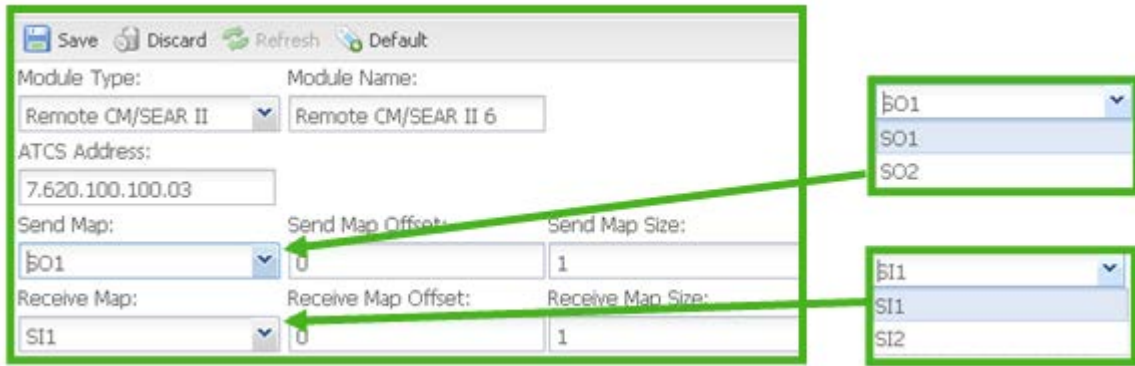 Save Discard Refresh Default
Module Type: Module Name:
Remote CM/SEAR II Remote CM/SEAR II 6
ATCS Address:
7.620.100.100.03
Send Map: Send Map Offset: Send Map Size:
SO1 0 1
Receive Map: Receive Map Offset: Receive Map Size:
SI1 0 1
SO1
SO1
SO2
SI1
SI1
SI2